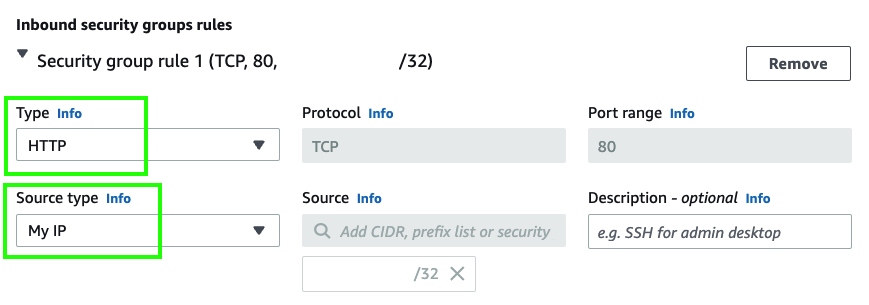 Inbound security groups rules
Security group rule 1 (TCP, 80, /32)
Remove
Type Info
Protocol Info
Port range Info
HTTP
TCP
80
Source type Info
Source Info
Description - optional Info
My IP
Add CIDR, prefix list or security
e.g. SSH for admin desktop
/32